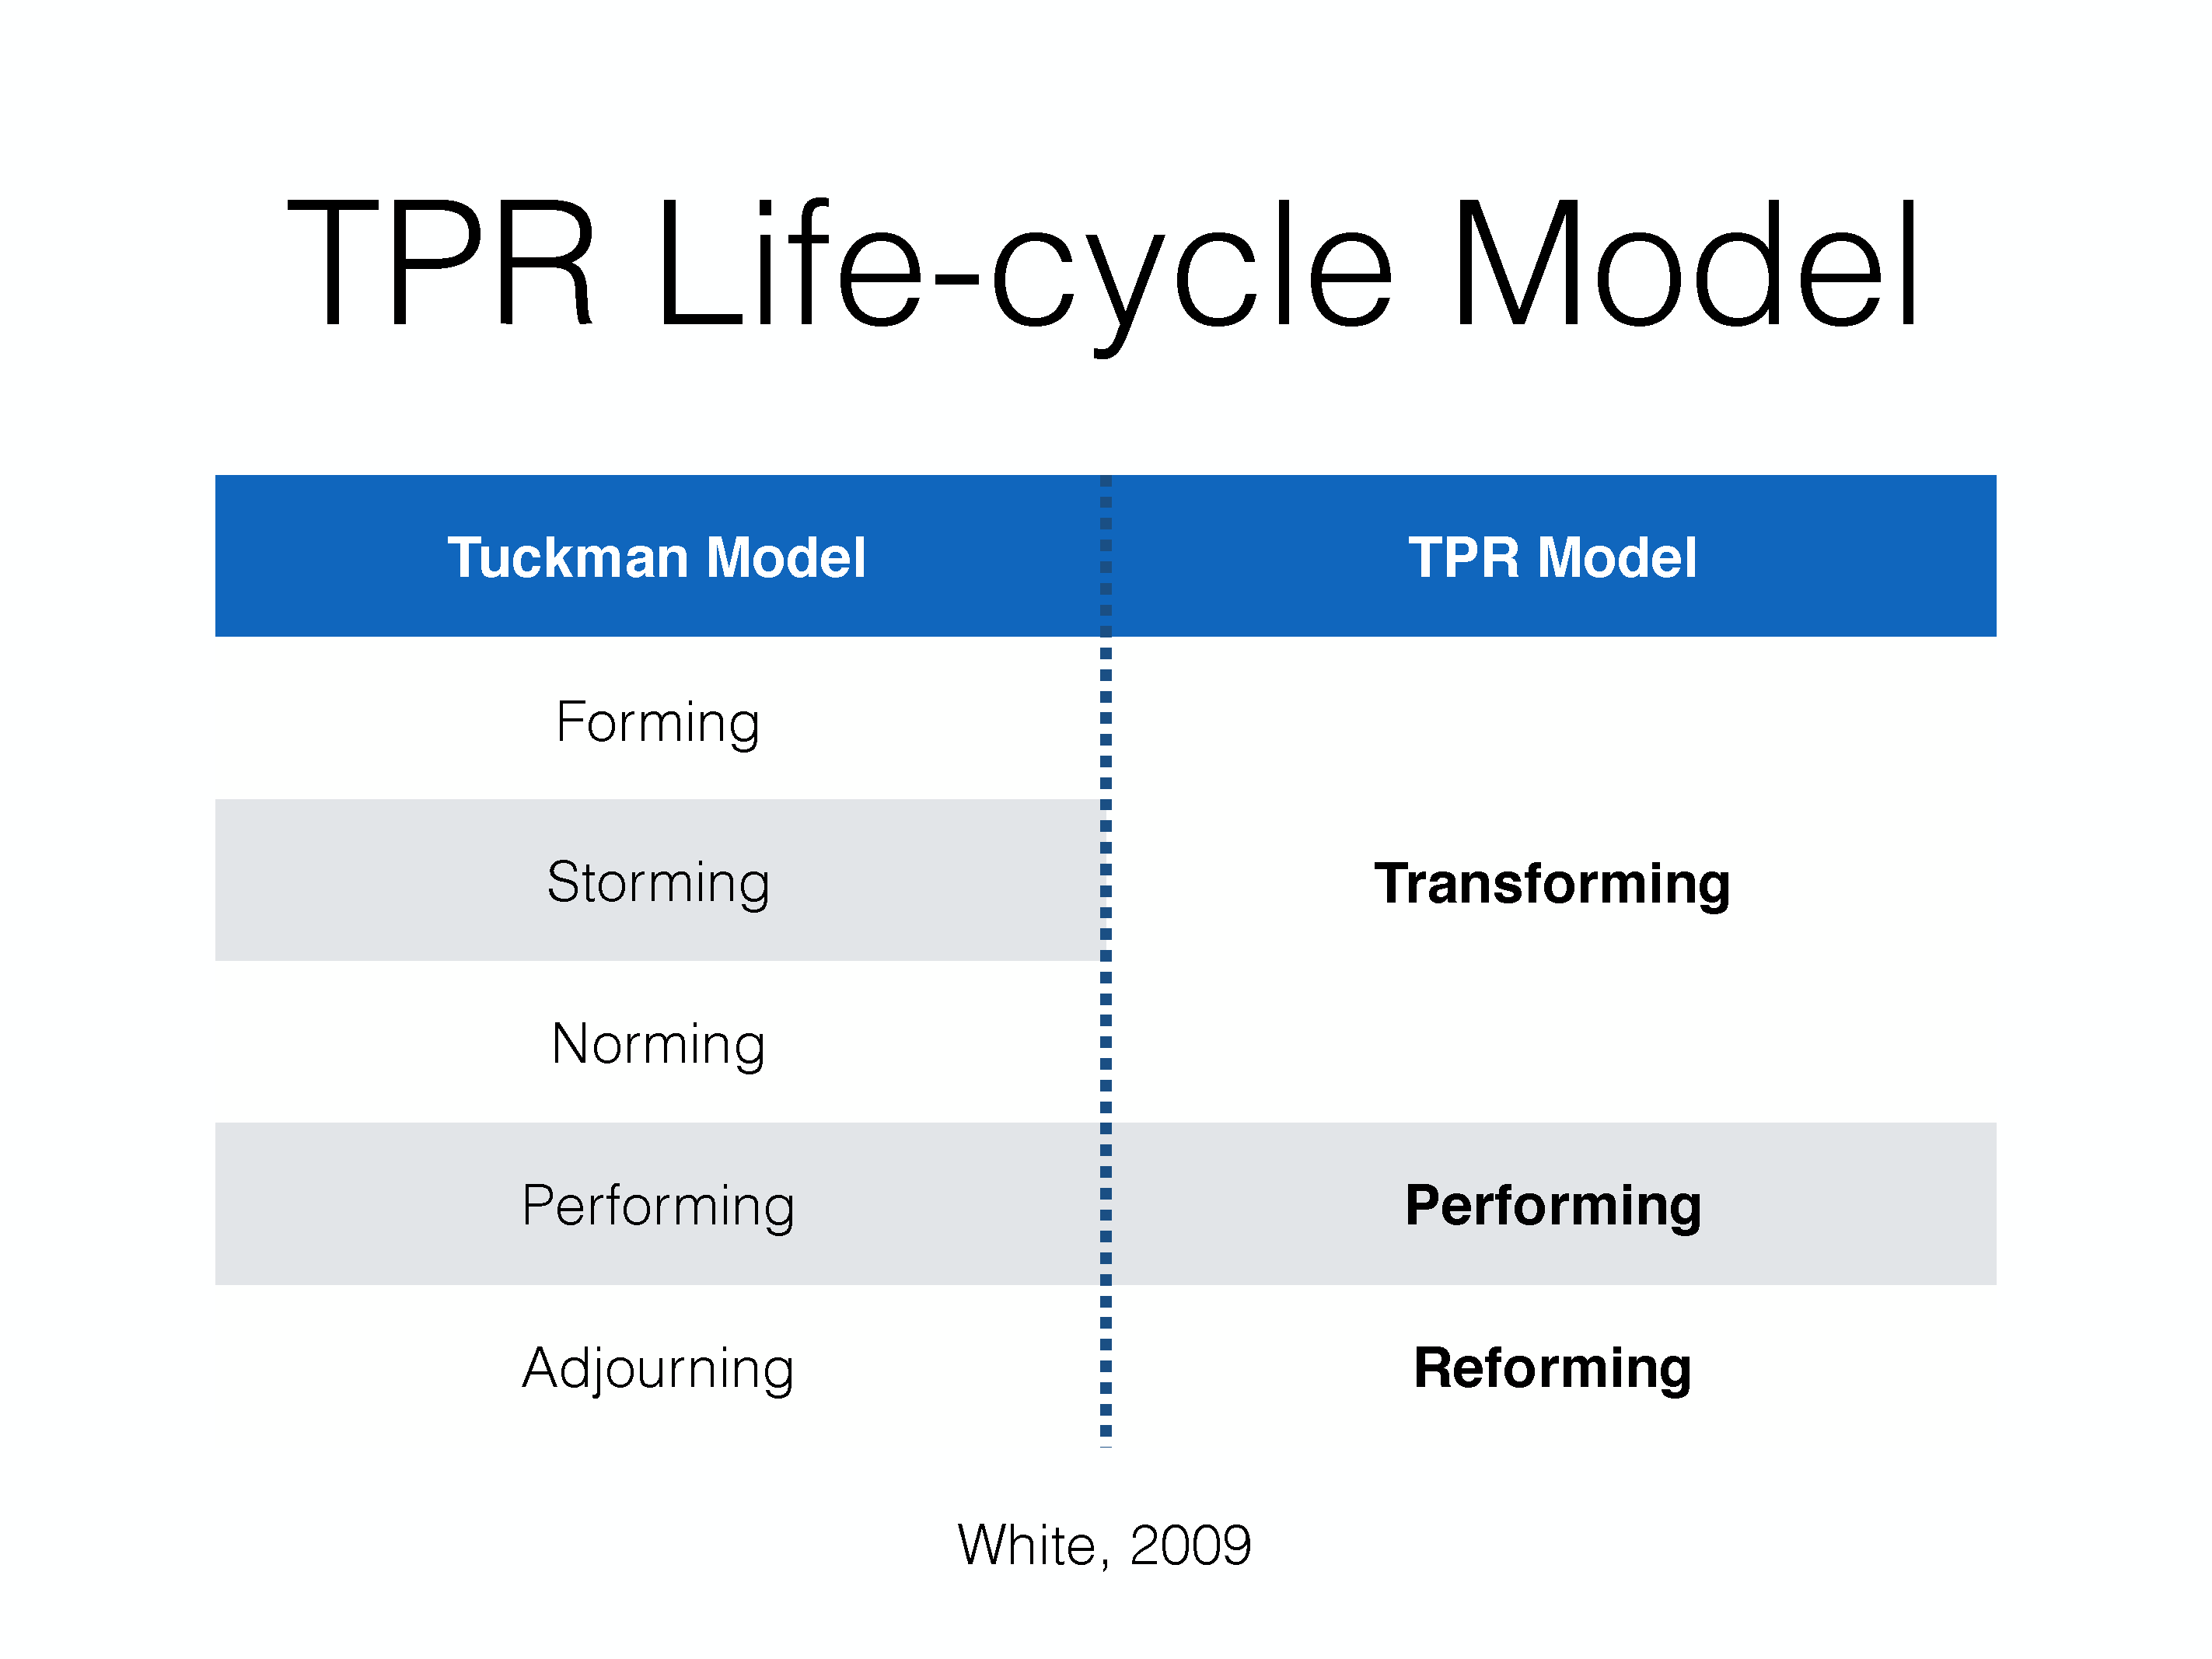 TPR Life-cycle Model
Tuckman Model TPR Model
Forming
Storming Transforming
Norming
Performing Performing
Adjourning Reforming
White, 2009